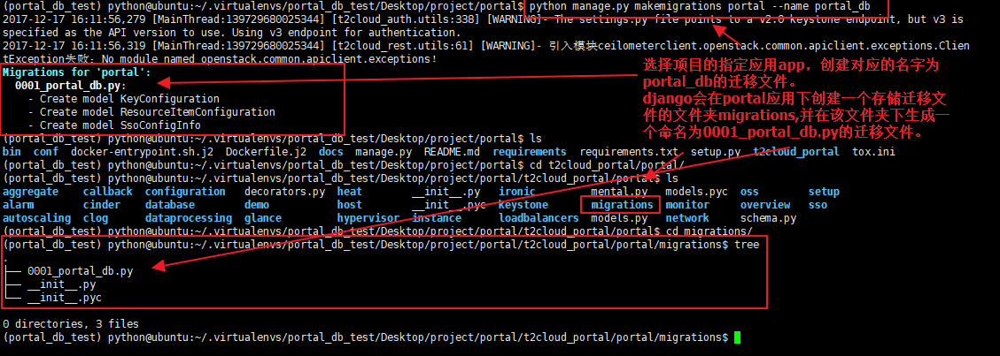 (portal_db_test) python@ubuntu:~/.virtualenvs/portal_db_test/Desktop/project/portal$ python manage.py makemigrations portal --name portal_db
2017-12-17 16:11:56,279 [MainThread:139729680025344] [t2cloud_auth.utils:338] [WARNING]- The settings.py file points to a v2.0 keystone endpoint, but v3 is
specified as the API version to use. Using v3 endpoint for authentication.
2017-12-17 16:11:56,319 [MainThread:139729680025344] [t2cloud_rest.utils:61] [WARNING]- 引入模块ceilometerclient.openstack.common.apiclient.exceptions.Clien
tException失败：No module named openstack.common.apiclient.exceptions!
Migrations for 'portal':
0001_portal_db.py:
- Create model KeyConfiguration
- Create model ResourceItemConfiguration
- Create model SsoConfigInfo
选择项目的指定应用app，创建对应的名字为
portal_db的迁移文件。
django会在portal应用下创建一个存储迁移文
件的文件夹migrations,并在该文件夹下生成一
个命名为0001_portal_db.py的迁移文件。
(portal_db_test) python@ubuntu:~/.virtualenvs/portal_db_test/Desktop/project/portal$ ls
bin conf docker-entrypoint.sh.j2 Dockerfile.j2 docs manage.py README.md requirements requirements.txt setup.py t2cloud_portal tox.ini
(portal_db_test) python@ubuntu:~/.virtualenvs/portal_db_test/Desktop/project/portal$ cd t2cloud_portal/portal/
(portal_db_test) python@ubuntu:~/.virtualenvs/portal_db_test/Desktop/project/portal/t2cloud_portal/portal$ ls
aggregate callback configuration decorators.py heat __init__.py ironic mental.py models.pyc oss setup
alarm cinder database demo host __init__.pyc keystone migrations monitor overview sso
autoscaling clog dataprocessing glance hypervisor instance loadbalancers models.py network schema.py
(portal_db_test) python@ubuntu:~/.virtualenvs/portal_db_test/Desktop/project/portal/t2cloud_portal/portal$ cd migrations/
(portal_db_test) python@ubuntu:~/.virtualenvs/portal_db_test/Desktop/project/portal/t2cloud_portal/portal/migrations$ tree
.
├── 0001_portal_db.py
├── __init__.py
└── __init__.pyc
0 directories, 3 files
(portal_db_test) python@ubuntu:~/.virtualenvs/portal_db_test/Desktop/project/portal/t2cloud_portal/portal/migrations$